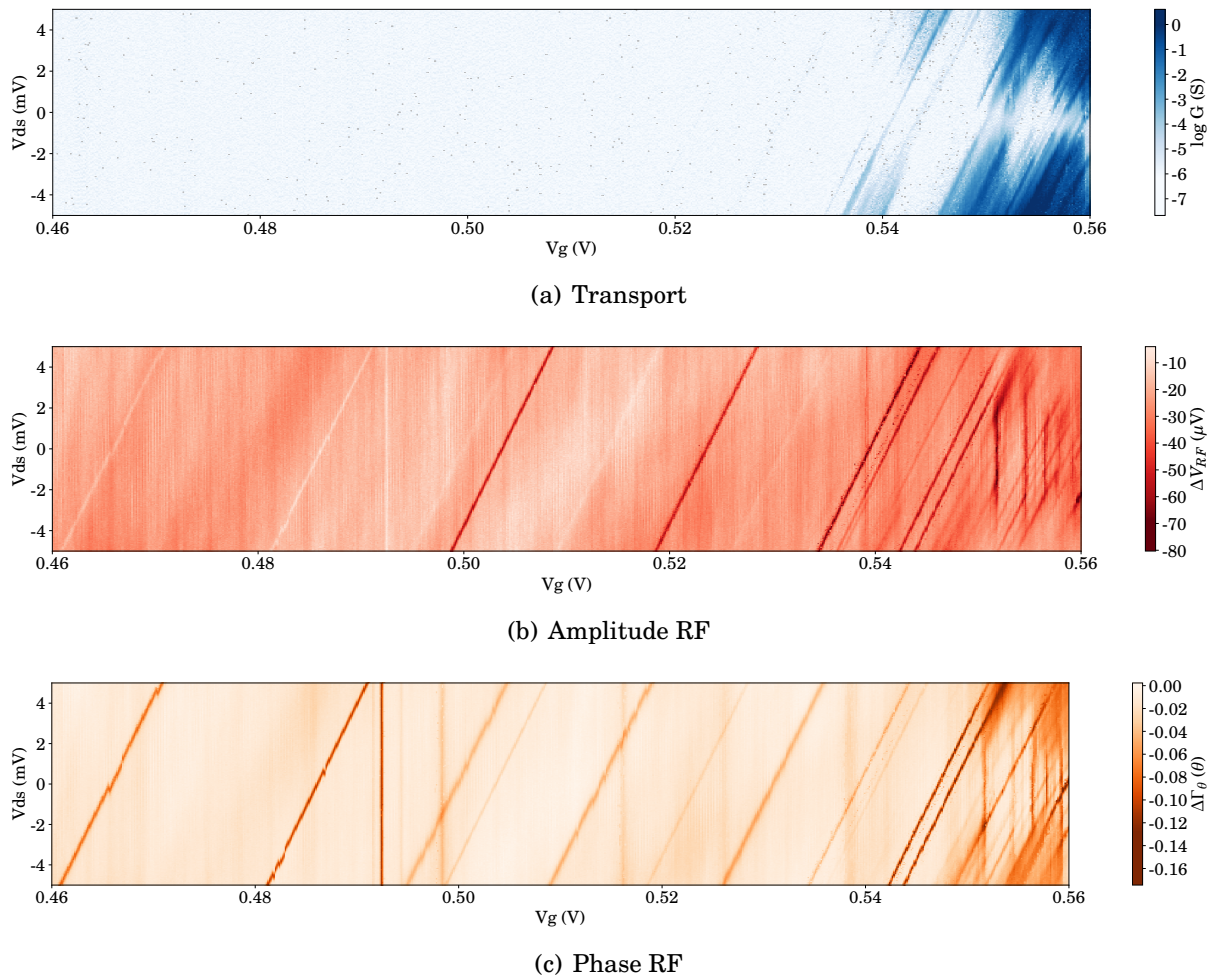 4
2
0
-2
-4
Vds (mV)
0.46 0.48 0.50 0.52 0.54 0.56
Vg (V)
0
-1
-2
-3
-4
-5
-6
-7
log G (S)
(a) Transport
4
2
0
-2
-4
Vds (mV)
0.46 0.48 0.50 0.52 0.54 0.56
Vg (V)
-10
-20
-30
-40
-50
-60
-70
-80
ΔV_RF (μV)
(b) Amplitude RF
4
2
0
-2
-4
Vds (mV)
0.46 0.48 0.50 0.52 0.54 0.56
Vg (V)
0.00
-0.02
-0.04
-0.06
-0.08
-0.10
-0.12
-0.14
-0.16
ΔΓ_θ (θ)
(c) Phase RF